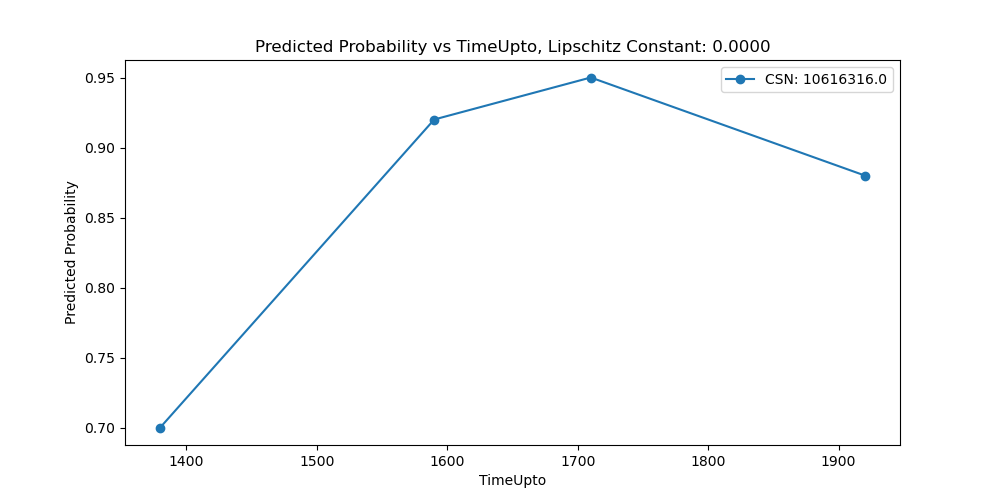 Predicted Probability vs TimeUpto, Lipschitz Constant: 0.0000
CSN: 10616316.0
Predicted Probability
0.95
0.90
0.85
0.80
0.75
0.70
1400 1500 1600 1700 1800 1900
TimeUpto